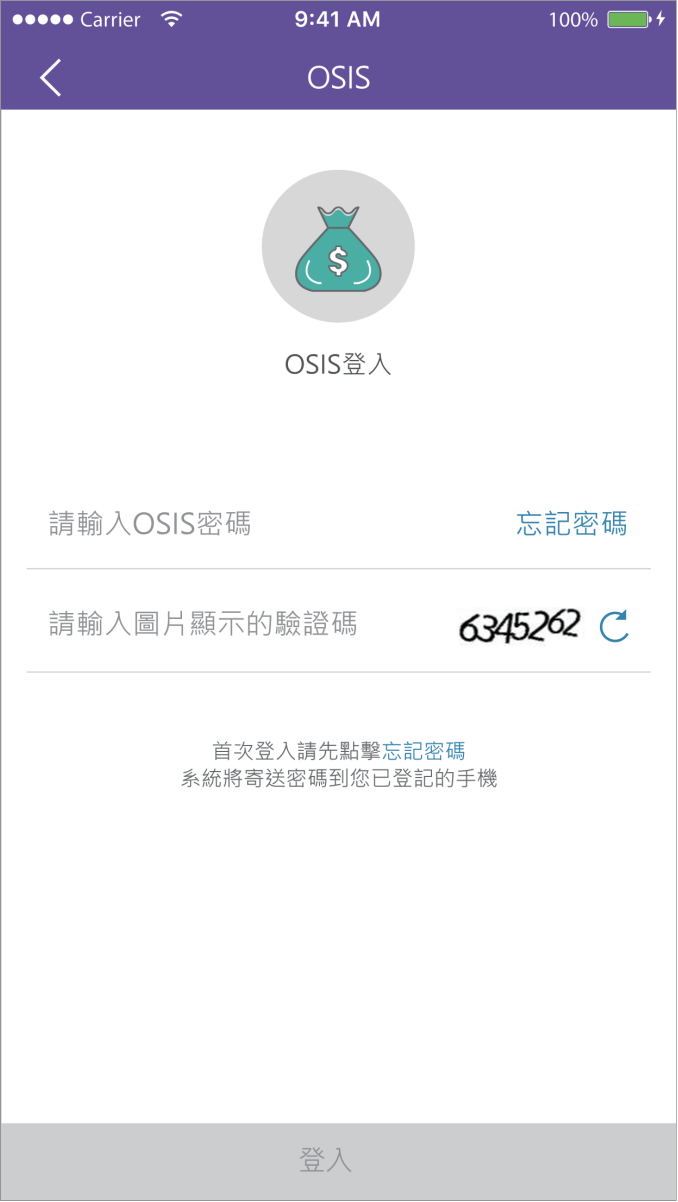 Carrier 9:41 AM 100%
OSIS
$
OSIS登入
請輸入OSIS密碼 忘記密碼
請輸入圖片顯示的驗證碼 6345262
首次登入請先點擊忘記密碼
系統將寄送密碼到您已登記的手機
登入